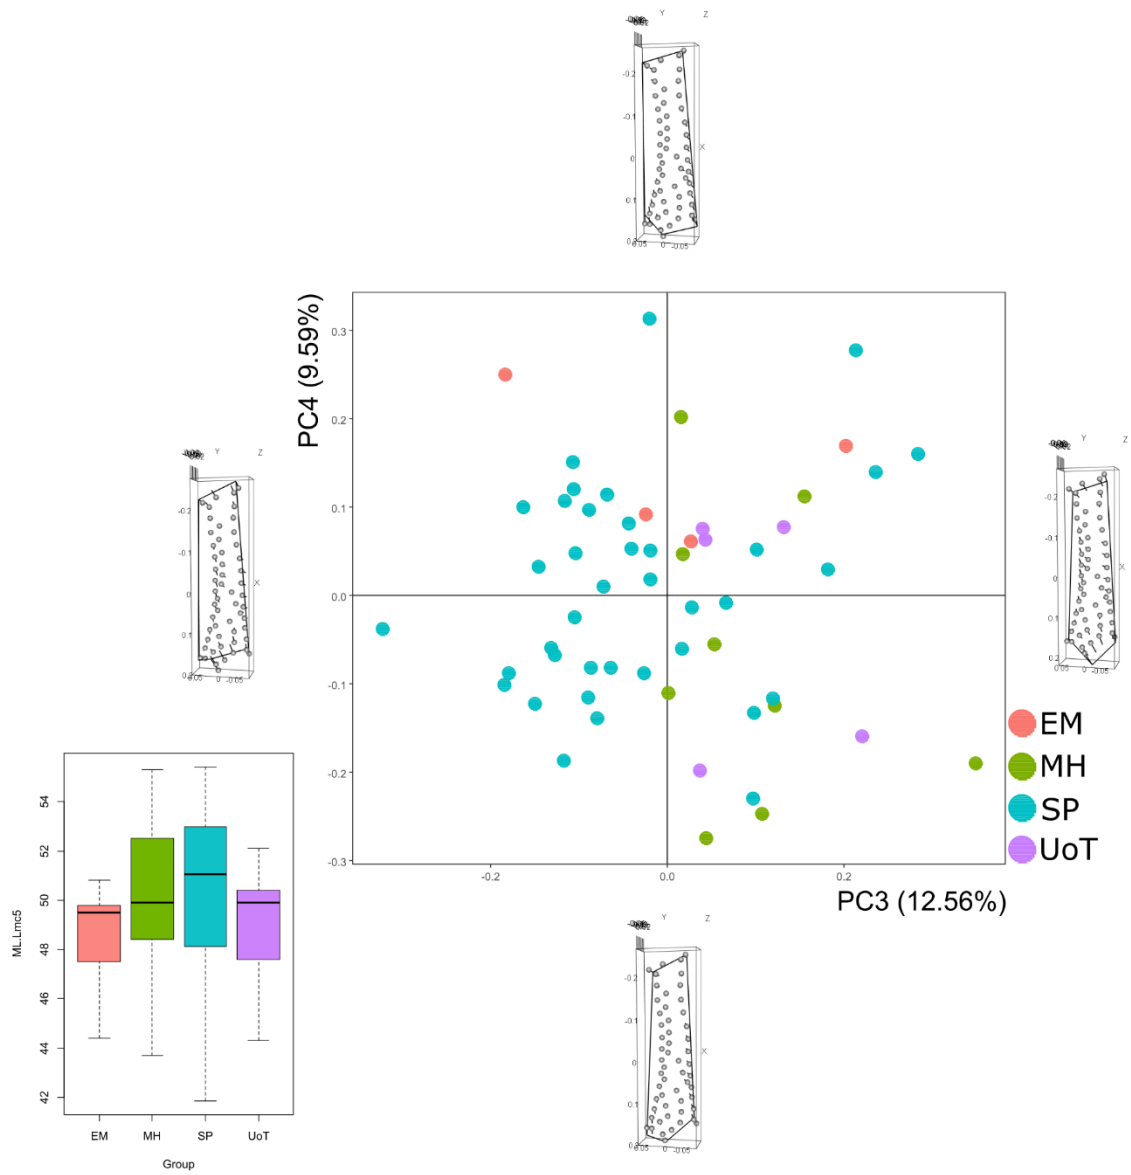 Y Z
-0.2
-0.1
0
X
0.1
0.05 0 -0.05
PC4 (9.59%)
0.3
0.2
0.1
0.0
-0.1
-0.2
-0.3
-0.2 0.0 0.2
PC3 (12.56%)
Y Z
-0.2
-0.1
0
X
0.1
0.05 0 -0.05
Y Z
-0.2
-0.1
0
X
0.1
0.2
0.05 0 -0.05
EM
MH
SP
UoT
ML.Lmc5
54
52
50
48
46
44
42
EM MH SP UoT
Group
Y Z
-0.2
-0.1
0
X
0.1
0.05 0 -0.05